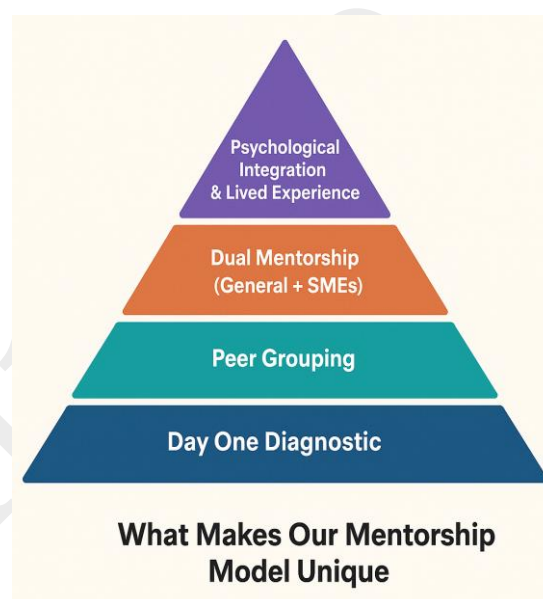 Psychological
Integration
& Lived Experience
Dual Mentorship
(General + SMEs)
Peer Grouping
Day One Diagnostic
What Makes Our Mentorship
Model Unique